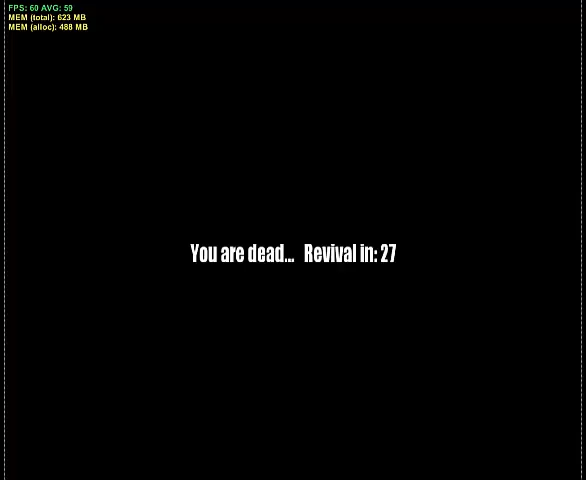 FPS: 60 AVG: 59
MEM (total): 623 MB
MEM (alloc): 488 MB
You are dead... Revival in: 27